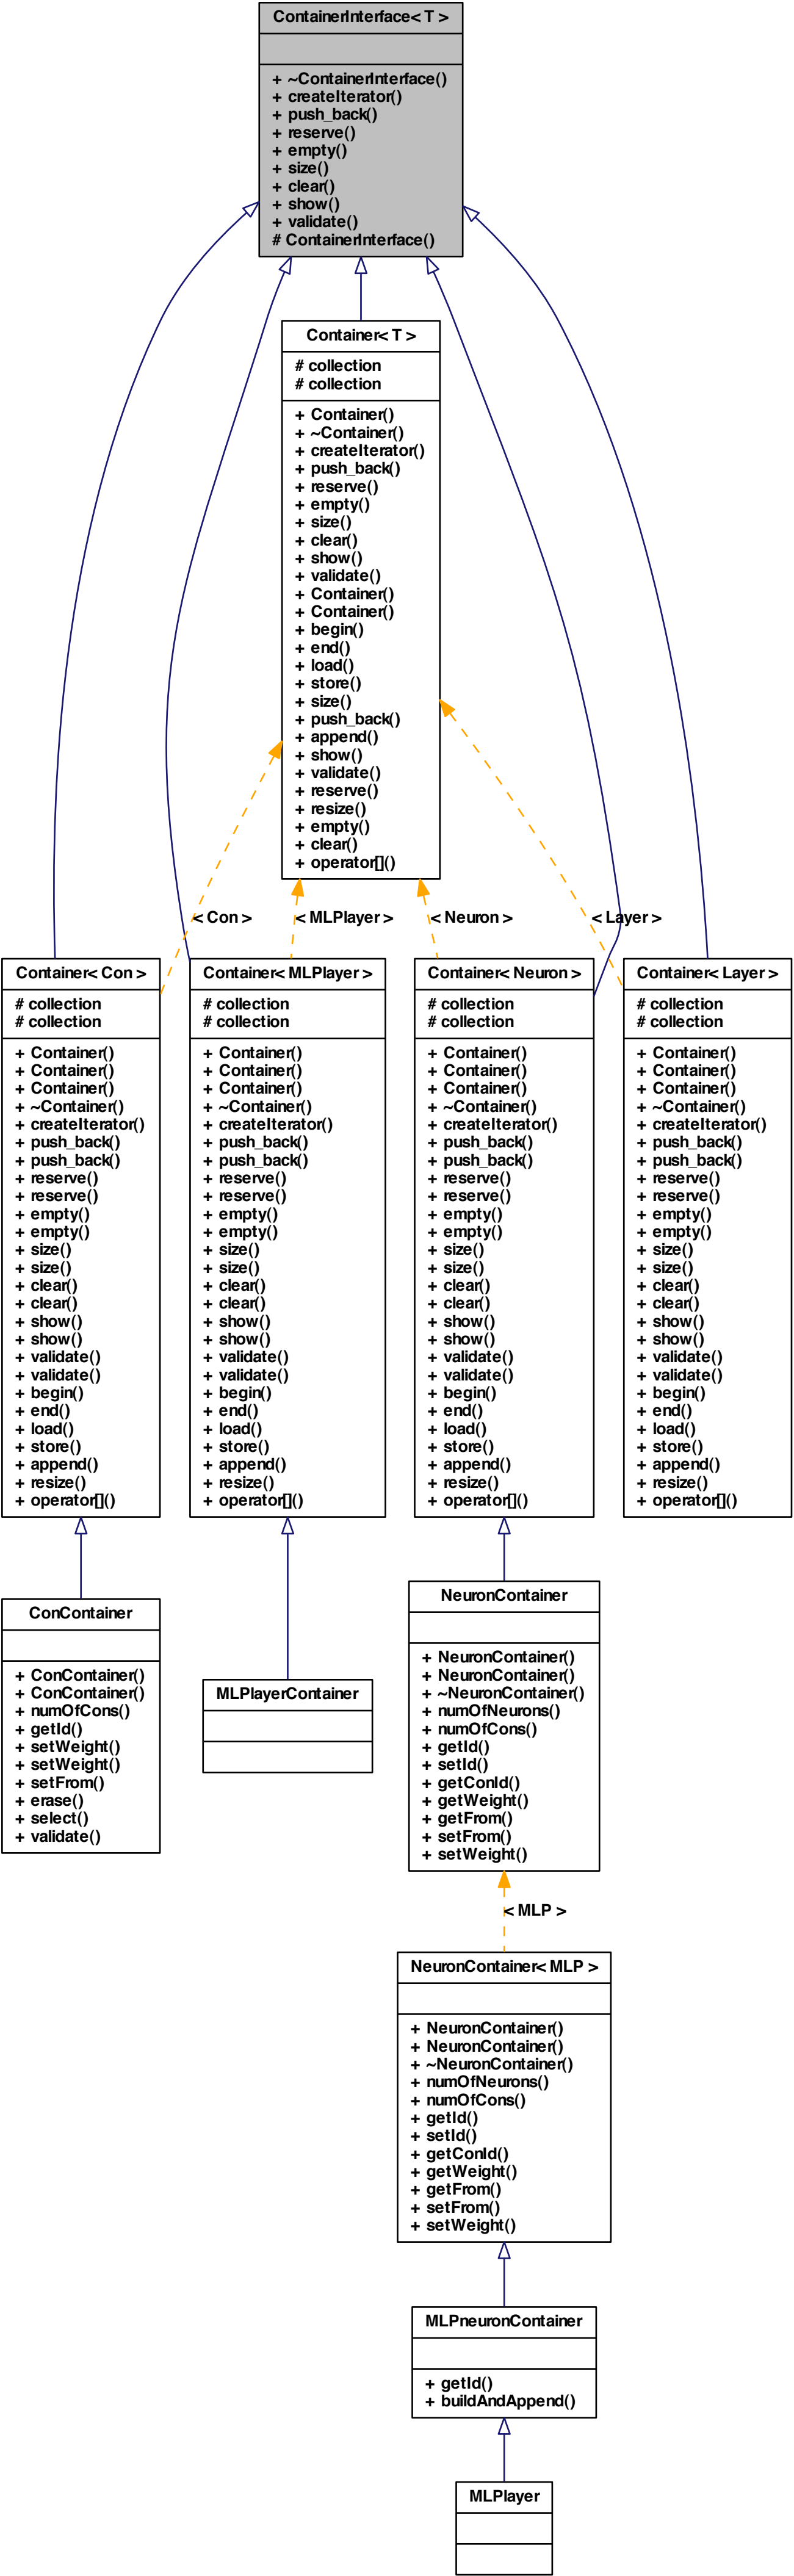 ContainerInterface< T >
+ ~ContainerInterface()
+ createIterator()
+ push_back()
+ reserve()
+ empty()
+ size()
+ clear()
+ show()
+ validate()
# ContainerInterface()
Container< T >
# collection
# collection
+ Container()
+ ~Container()
+ createIterator()
+ push_back()
+ reserve()
+ empty()
+ size()
+ clear()
+ show()
+ validate()
+ Container()
+ Container()
+ begin()
+ end()
+ load()
+ store()
+ size()
+ push_back()
+ append()
+ show()
+ validate()
+ reserve()
+ resize()
+ empty()
+ clear()
+ operator[]()
< Con >
< MLPlayer >
< Neuron >
< Layer >
Container< Con >
# collection
# collection
+ Container()
+ Container()
+ Container()
+ ~Container()
+ createIterator()
+ push_back()
+ push_back()
+ reserve()
+ reserve()
+ empty()
+ empty()
+ size()
+ size()
+ clear()
+ clear()
+ show()
+ show()
+ validate()
+ validate()
+ begin()
+ end()
+ load()
+ store()
+ append()
+ resize()
+ operator[]()
Container< MLPlayer >
# collection
# collection
+ Container()
+ Container()
+ Container()
+ ~Container()
+ createIterator()
+ push_back()
+ push_back()
+ reserve()
+ reserve()
+ empty()
+ empty()
+ size()
+ size()
+ clear()
+ clear()
+ show()
+ show()
+ validate()
+ validate()
+ begin()
+ end()
+ load()
+ store()
+ append()
+ resize()
+ operator[]()
Container< Neuron >
# collection
# collection
+ Container()
+ Container()
+ Container()
+ ~Container()
+ createIterator()
+ push_back()
+ push_back()
+ reserve()
+ reserve()
+ empty()
+ empty()
+ size()
+ size()
+ clear()
+ clear()
+ show()
+ show()
+ validate()
+ validate()
+ begin()
+ end()
+ load()
+ store()
+ append()
+ resize()
+ operator[]()
Container< Layer >
# collection
# collection
+ Container()
+ Container()
+ Container()
+ ~Container()
+ createIterator()
+ push_back()
+ push_back()
+ reserve()
+ reserve()
+ empty()
+ empty()
+ size()
+ size()
+ clear()
+ clear()
+ show()
+ show()
+ validate()
+ validate()
+ begin()
+ end()
+ load()
+ store()
+ append()
+ resize()
+ operator[]()
ConContainer
+ ConContainer()
+ ConContainer()
+ numOfCons()
+ getId()
+ setWeight()
+ setWeight()
+ setFrom()
+ erase()
+ select()
+ validate()
MLPlayerContainer
NeuronContainer
+ NeuronContainer()
+ NeuronContainer()
+ ~NeuronContainer()
+ numOfNeurons()
+ numOfCons()
+ getId()
+ setId()
+ getConId()
+ getWeight()
+ getFrom()
+ setFrom()
+ setWeight()
< MLP >
NeuronContainer< MLP >
+ NeuronContainer()
+ NeuronContainer()
+ ~NeuronContainer()
+ numOfNeurons()
+ numOfCons()
+ getId()
+ setId()
+ getConId()
+ getWeight()
+ getFrom()
+ setFrom()
+ setWeight()
MLPneuronContainer
+ getId()
+ buildAndAppend()
MLPlayer